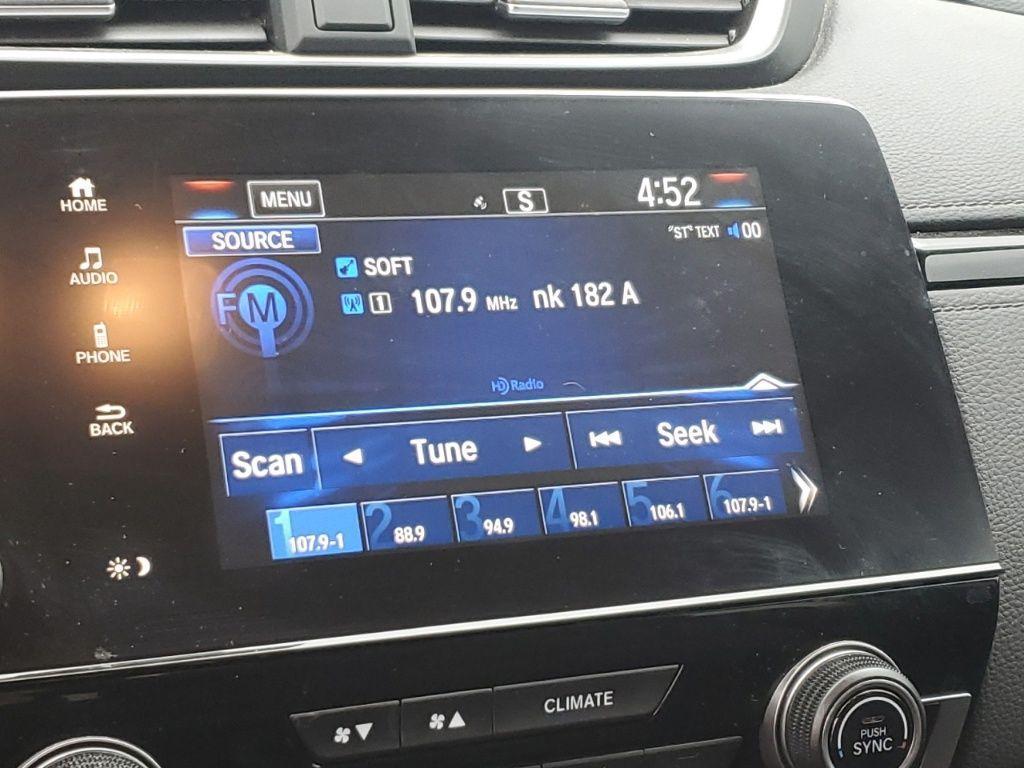 HOME
AUDIO
PHONE
BACK
MENU S 4:52
SOURCE "ST" TEXT 00
FM
SOFT
1 107.9 MHz nk 182 A
HD Radio
Scan Tune Seek
1 107.9-1 2 88.9 3 94.9 4 98.1 5 106.1 6 107.9-1
CLIMATE
PUSH
SYNC